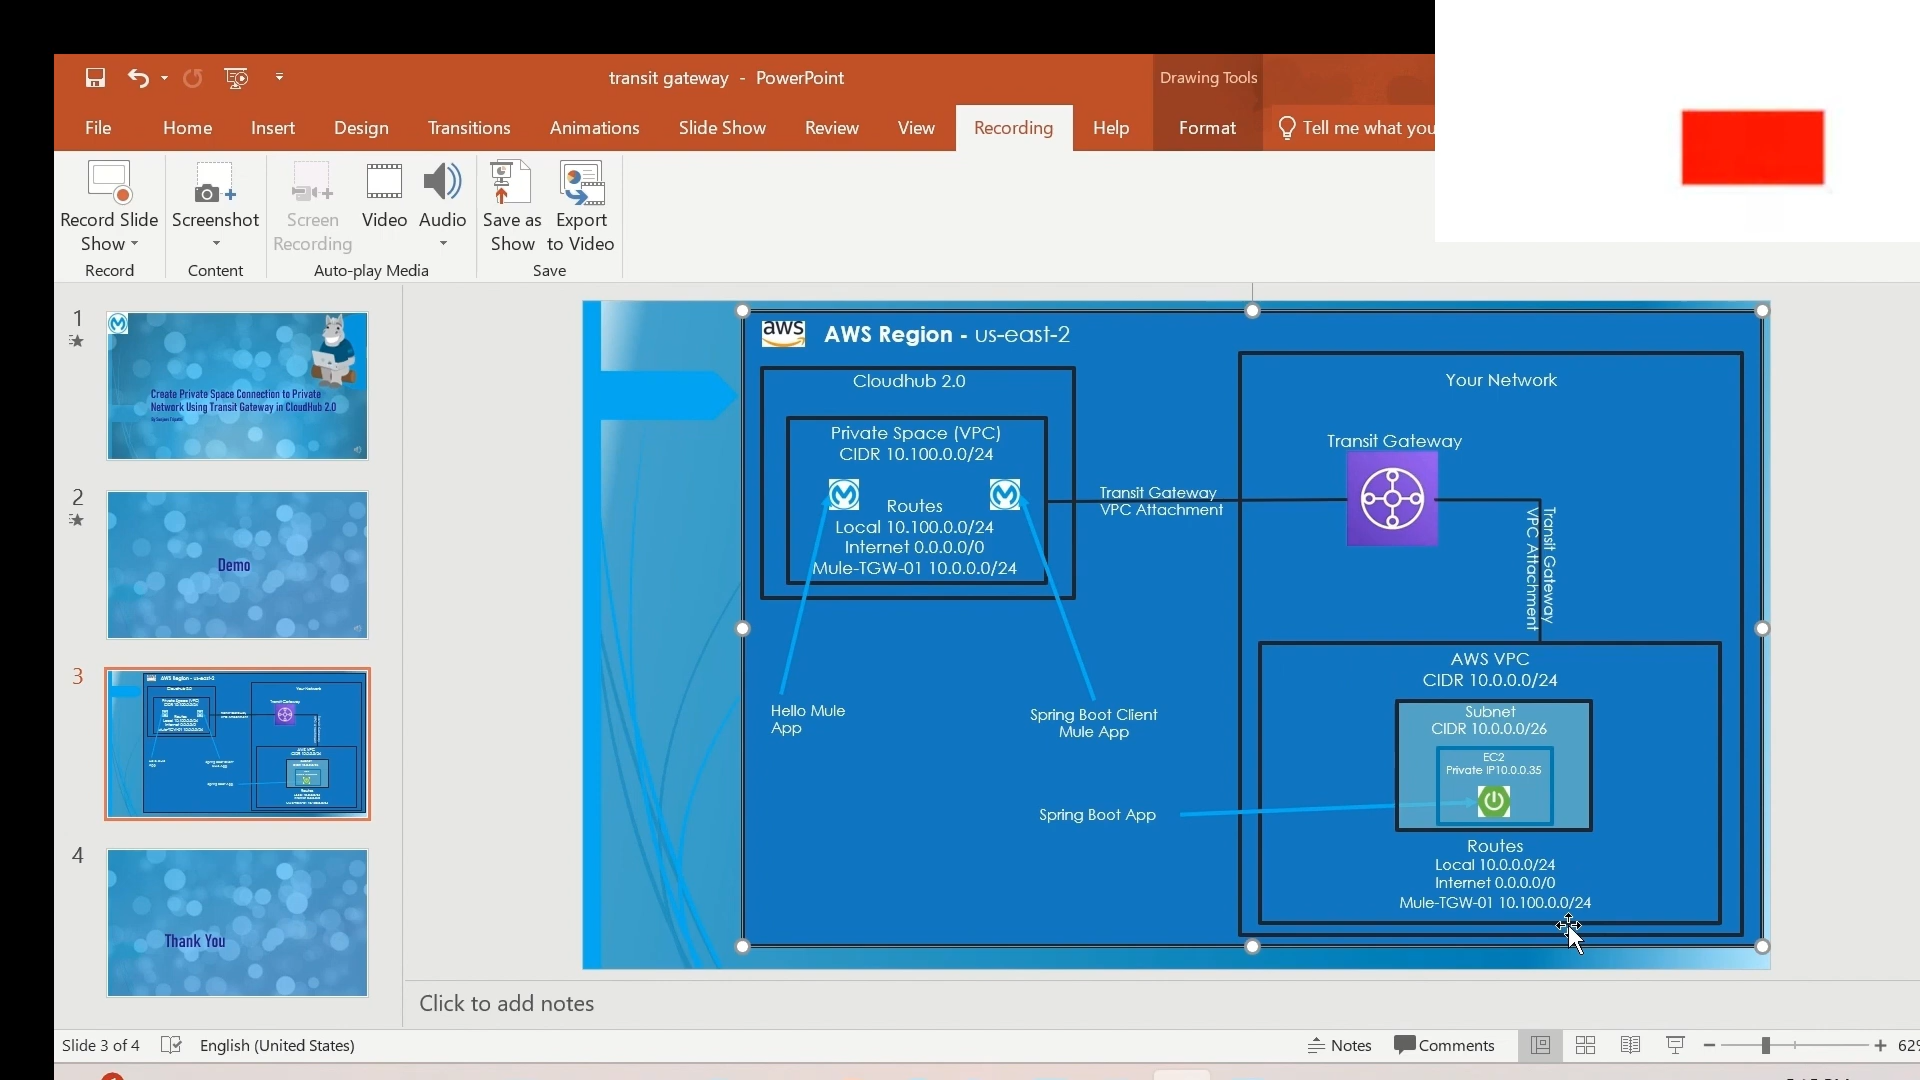 transit gateway - PowerPoint
Drawing Tools
File
Home
Insert
Design
Transitions
Animations
Slide Show
Review
View
Recording
Help
Format
Tell me what you
Record Slide
Show
Screenshot
Screen
Recording
Video
Audio
Save as
Show
Export
to Video
Record
Content
Auto-play Media
Save
1
Create Private Space Connection to Private
Network Using Transit Gateway in CloudHub 2.0
2
Demo
3
4
Thank You
aws
AWS Region - us-east-2
Cloudhub 2.0
Private Space (VPC)
CIDR 10.100.0.0/24
Routes
Local 10.100.0.0/24
Internet 0.0.0.0/0
Mule-TGW-01 10.0.0.0/24
Transit Gateway
VPC Attachment
Your Network
Transit Gateway
Transit Gateway
VPC Attachment
Hello Mule
App
Spring Boot Client
Mule App
Spring Boot App
AWS VPC
CIDR 10.0.0.0/24
Subnet
CIDR 10.0.0.0/26
EC2
Private IP10.0.0.35
Routes
Local 10.0.0.0/24
Internet 0.0.0.0/0
Mule-TGW-01 10.100.0.0/24
Click to add notes
Slide 3 of 4
English (United States)
Notes
Comments
62%